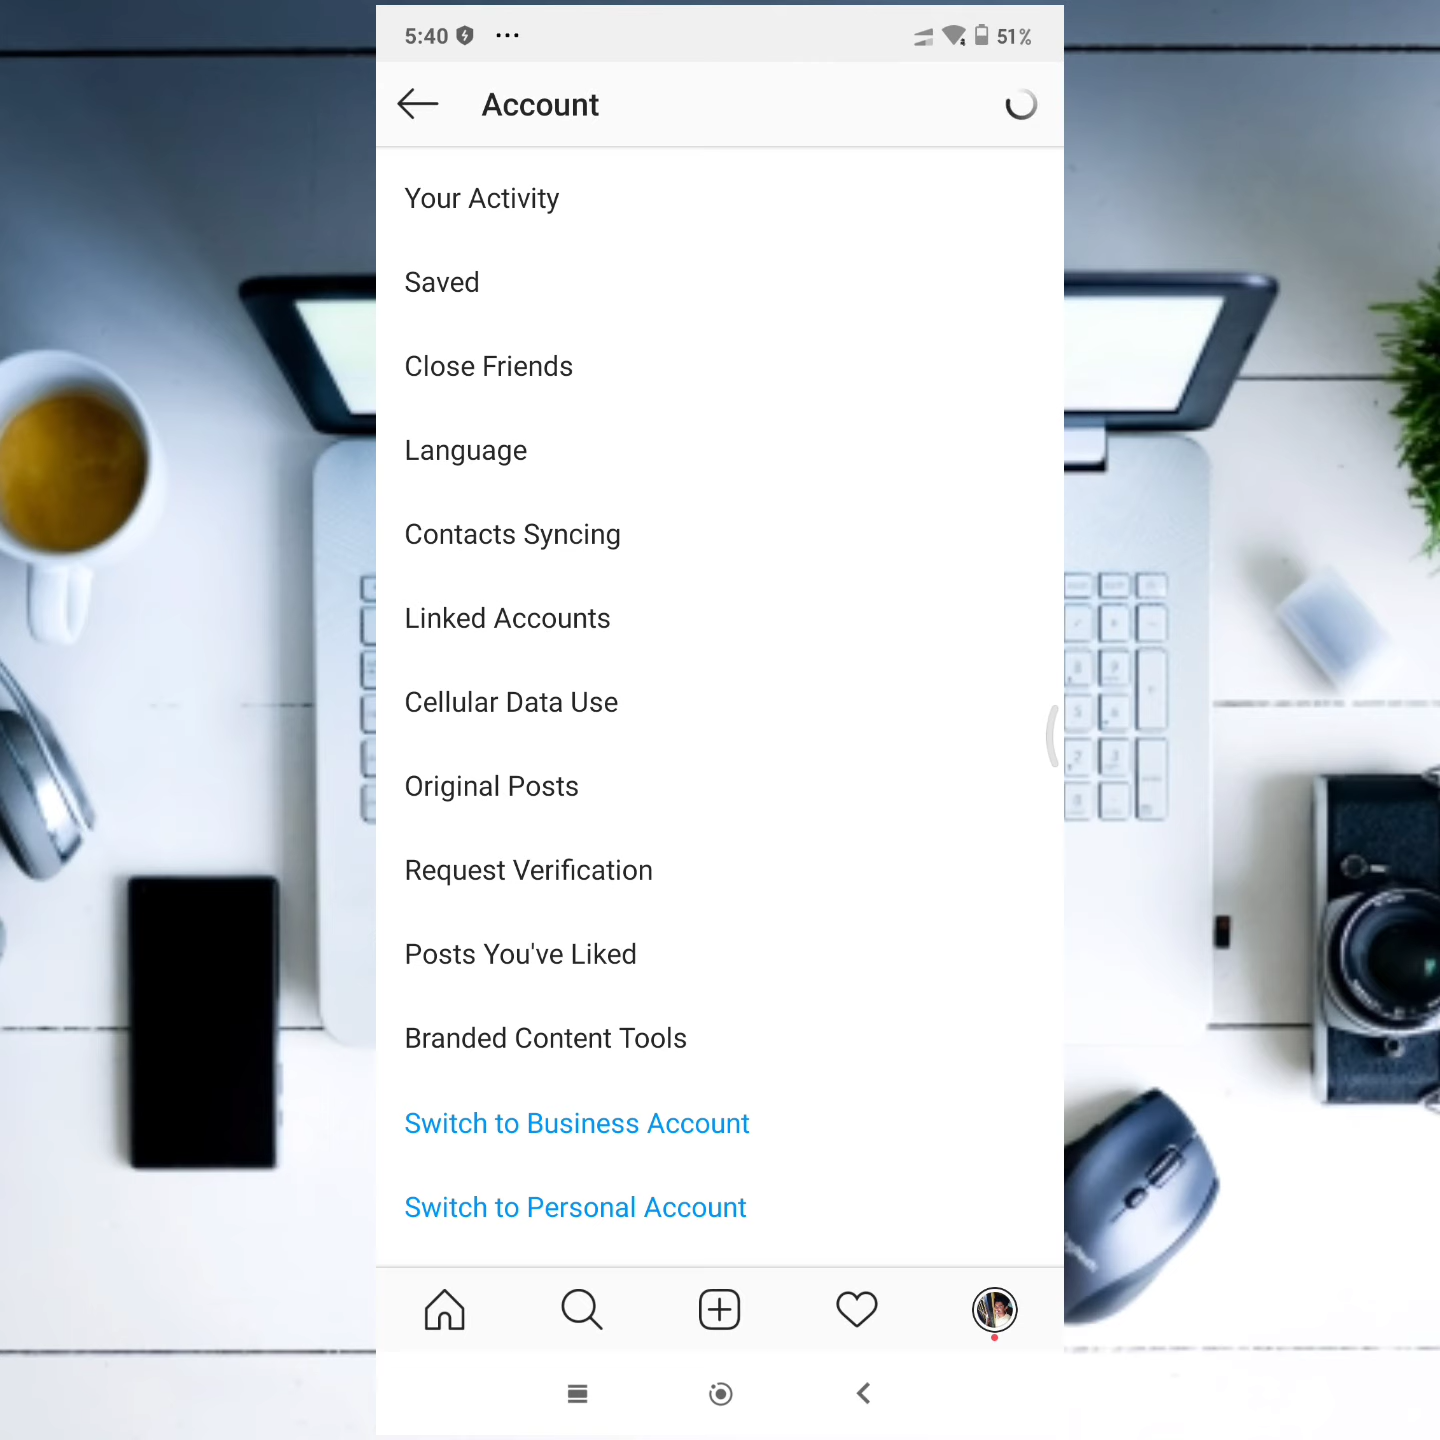 5:40 ... 51%
Account
Your Activity
Saved
Close Friends
Language
Contacts Syncing
Linked Accounts
Cellular Data Use
Original Posts
Request Verification
Posts You've Liked
Branded Content Tools
Switch to Business Account
Switch to Personal Account